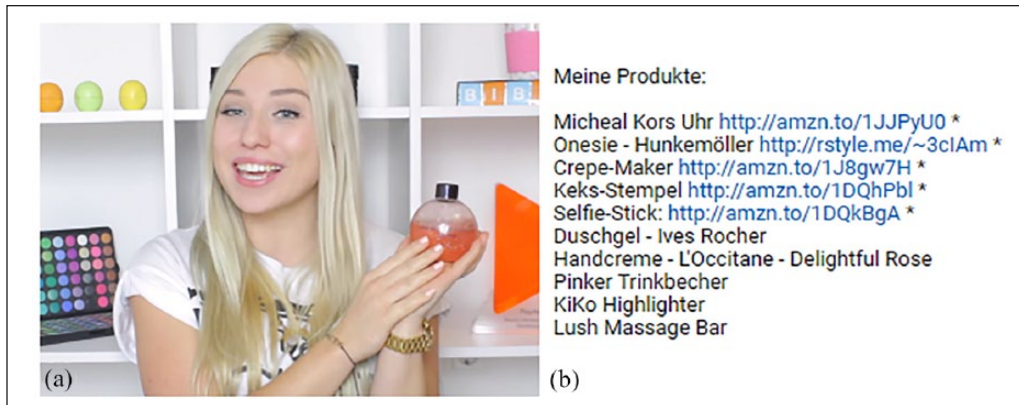 B I B
Meine Produkte:
Micheal Kors Uhr http://amzn.to/1JJPyU0 *
Onesie - Hunkemöller http://rstyle.me/~3cIAm *
Crepe-Maker http://amzn.to/1J8gw7H *
Keks-Stempel http://amzn.to/1DQhPbl *
Selfie-Stick: http://amzn.to/1DQkBgA *
Duschgel - Ives Rocher
Handcreme - L'Occitane - Delightful Rose
Pinker Trinkbecher
KiKo Highlighter
Lush Massage Bar
(a)
(b)